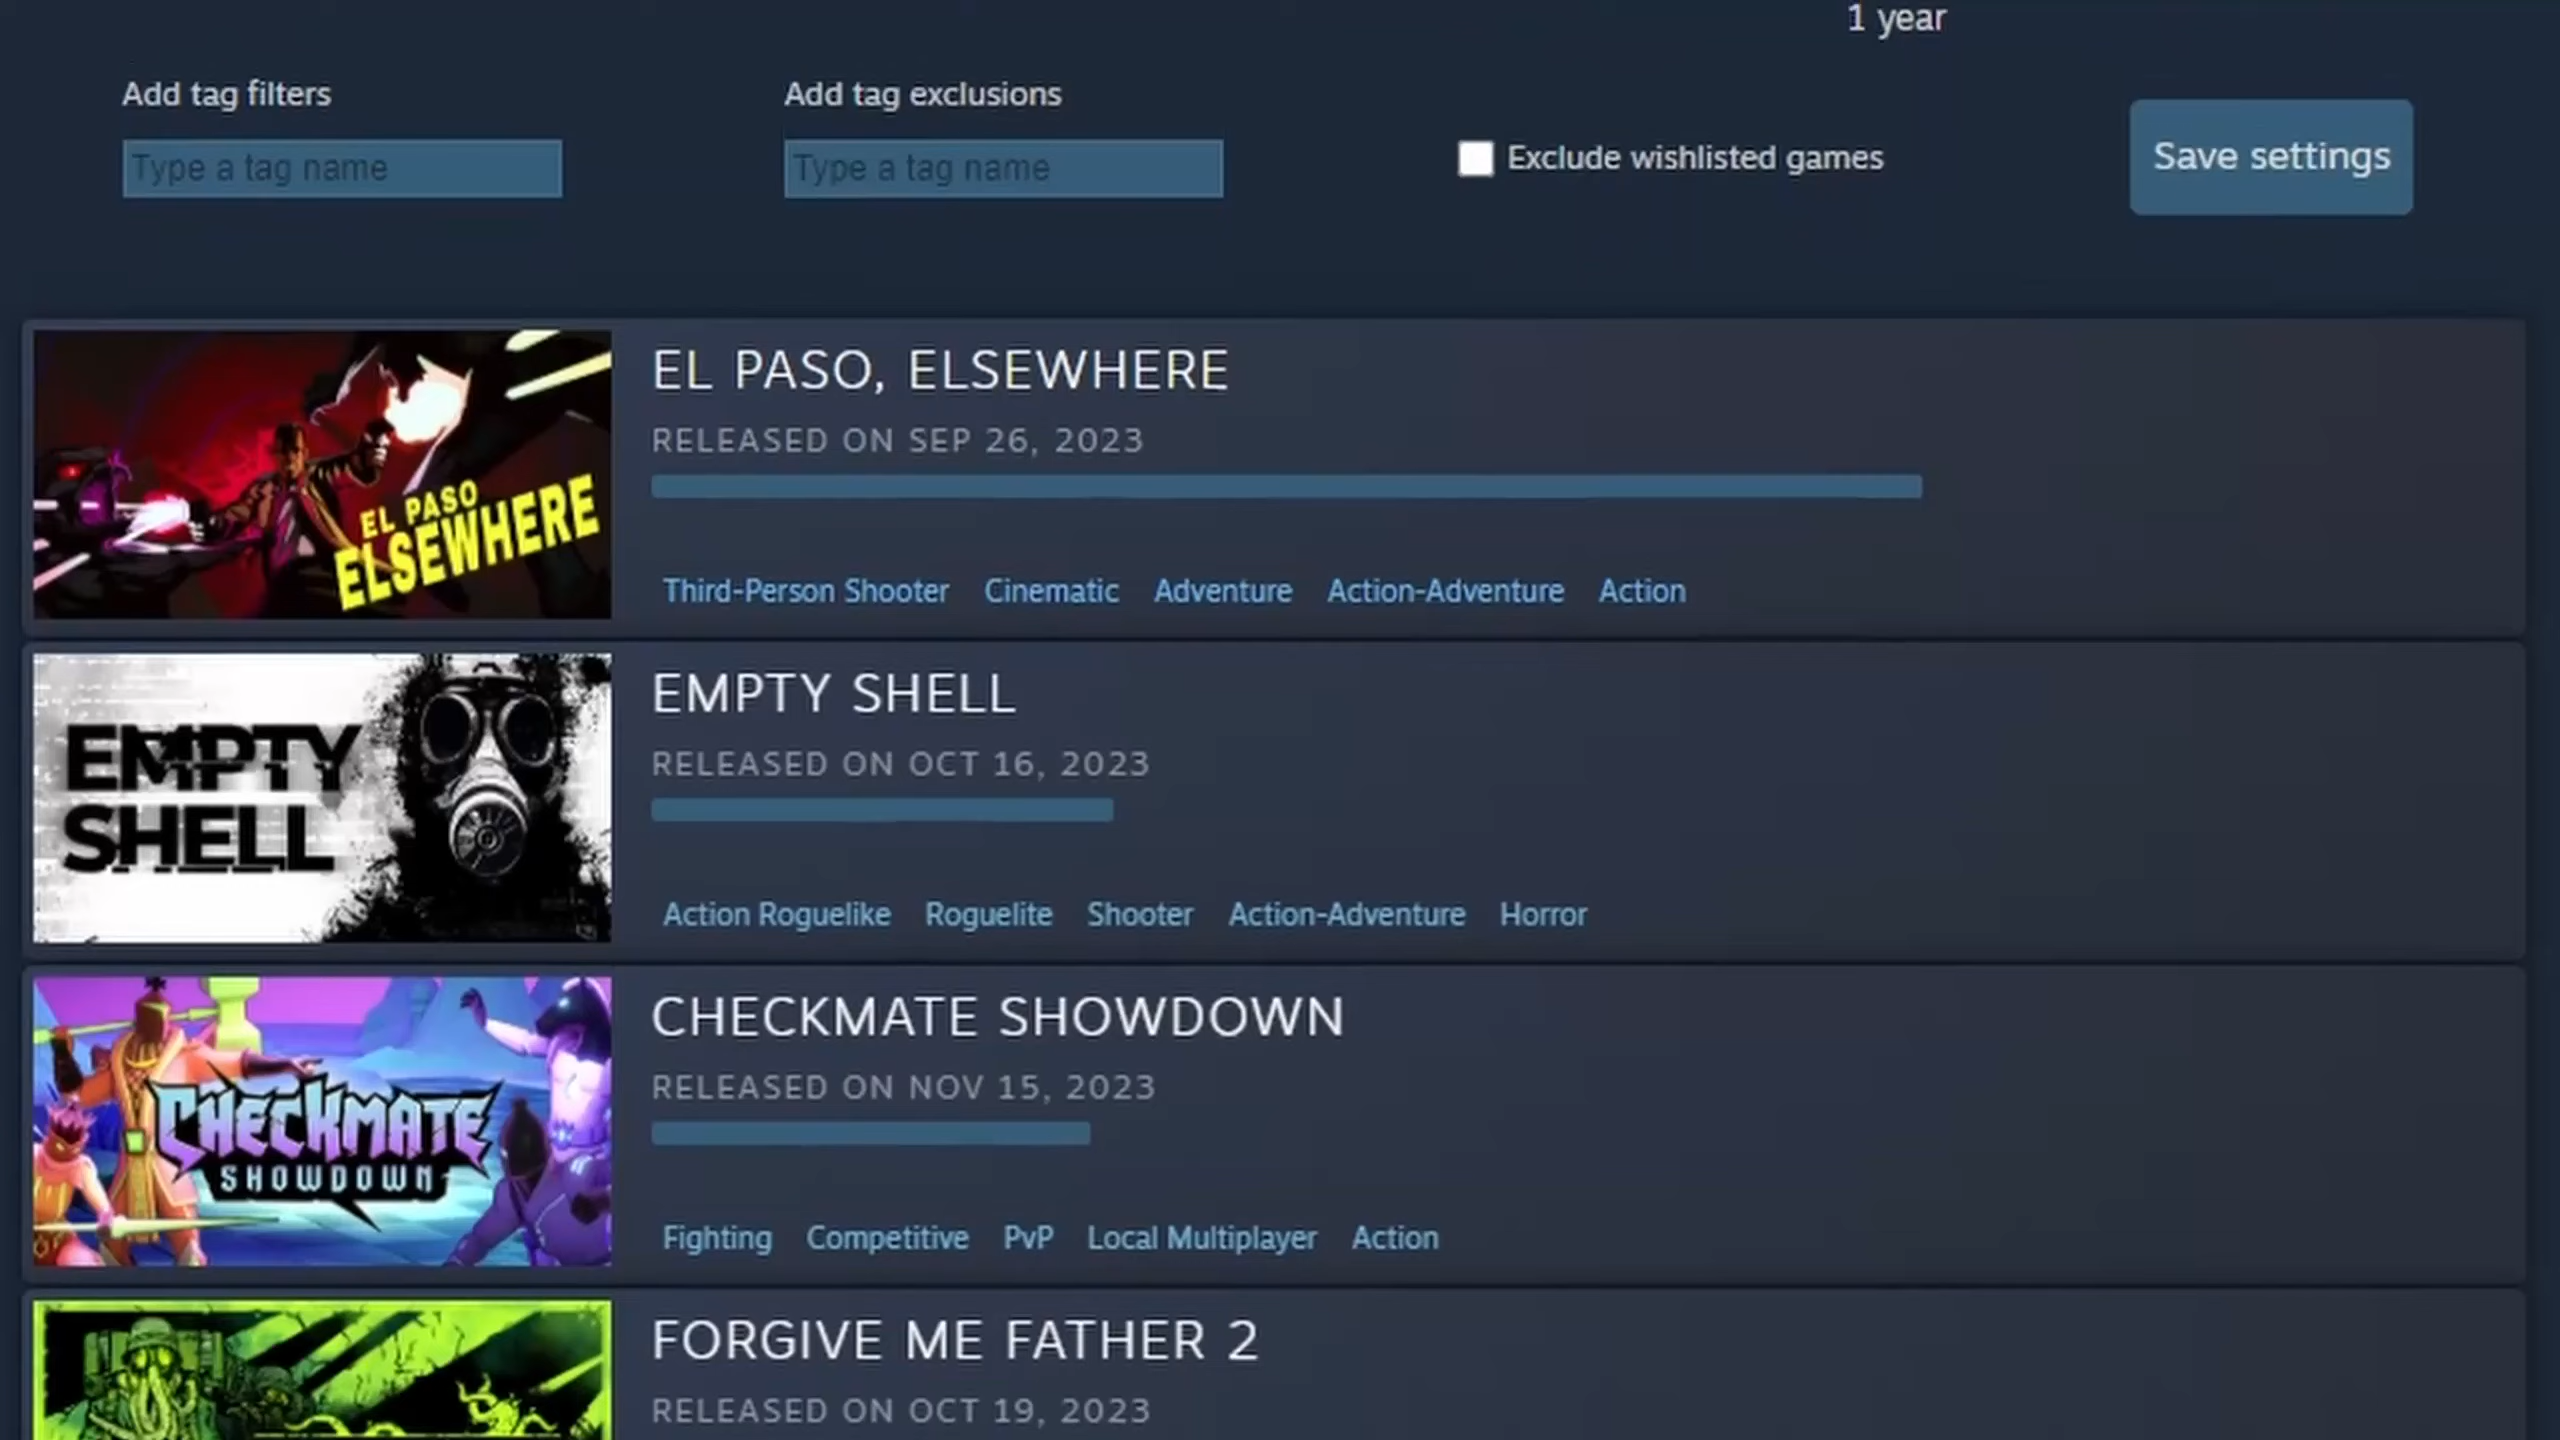 1 year
Add tag filters
Add tag exclusions
Type a tag name
Type a tag name
Exclude wishlisted games
Save settings
EL PASO
ELSEWHERE
EL PASO, ELSEWHERE
RELEASED ON SEP 26, 2023
Third-Person Shooter Cinematic Adventure Action-Adventure Action
EMPTY
SHELL
EMPTY SHELL
RELEASED ON OCT 16, 2023
Action Roguelike Roguelite Shooter Action-Adventure Horror
CHECKMATE
SHOWDOWN
CHECKMATE SHOWDOWN
RELEASED ON NOV 15, 2023
Fighting Competitive PvP Local Multiplayer Action
FORGIVE ME FATHER 2
RELEASED ON OCT 19, 2023